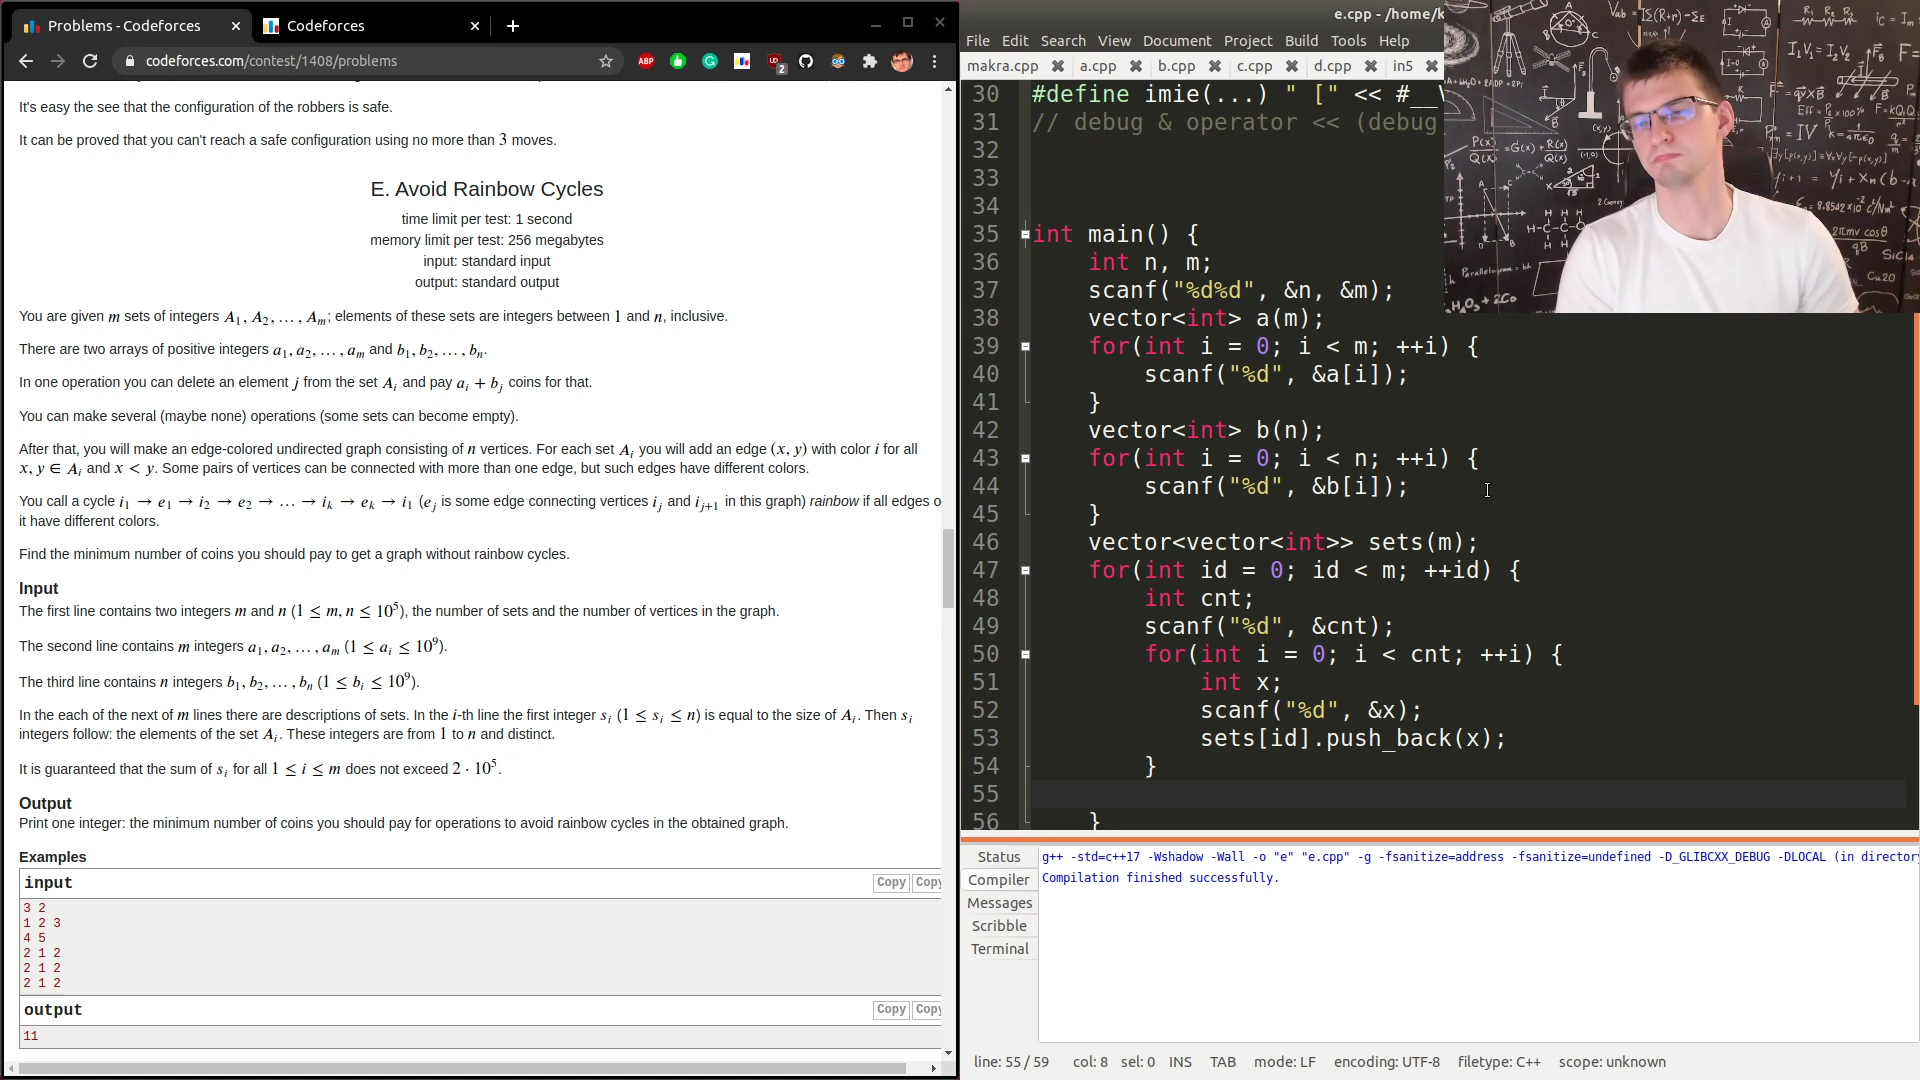 Problems - Codeforces
Codeforces
codeforces.com/contest/1408/problems
ABP
2
It's easy the see that the configuration of the robbers is safe.
It can be proved that you can't reach a safe configuration using no more than 3 moves.
E. Avoid Rainbow Cycles
time limit per test: 1 second
memory limit per test: 256 megabytes
input: standard input
output: standard output
You are given m sets of integers A₁, A₂, …, Aₘ; elements of these sets are integers between 1 and n, inclusive.
There are two arrays of positive integers a₁, a₂, …, aₘ and b₁, b₂, …, bₙ.
In one operation you can delete an element j from the set Aᵢ and pay aᵢ + bⱼ coins for that.
You can make several (maybe none) operations (some sets can become empty).
After that, you will make an edge-colored undirected graph consisting of n vertices. For each set Aᵢ you will add an edge (x, y) with color i for all
x, y ∈ Aᵢ and x < y. Some pairs of vertices can be connected with more than one edge, but such edges have different colors.
You call a cycle i₁ → e₁ → i₂ → e₂ → … → iₖ → eₖ → i₁ (eⱼ is some edge connecting vertices iⱼ and iⱼ₊₁ in this graph) rainbow if all edges o
it have different colors.
Find the minimum number of coins you should pay to get a graph without rainbow cycles.
Input
The first line contains two integers m and n (1 ≤ m, n ≤ 10⁵), the number of sets and the number of vertices in the graph.
The second line contains m integers a₁, a₂, …, aₘ (1 ≤ aᵢ ≤ 10⁹).
The third line contains n integers b₁, b₂, …, bₙ (1 ≤ bᵢ ≤ 10⁹).
In the each of the next of m lines there are descriptions of sets. In the i-th line the first integer sᵢ (1 ≤ sᵢ ≤ n) is equal to the size of Aᵢ. Then sᵢ
integers follow: the elements of the set Aᵢ. These integers are from 1 to n and distinct.
It is guaranteed that the sum of sᵢ for all 1 ≤ i ≤ m does not exceed 2 · 10⁵.
Output
Print one integer: the minimum number of coins you should pay for operations to avoid rainbow cycles in the obtained graph.
Examples
input
Copy Copy
3 2
1 2 3
4 5
2 1 2
2 1 2
2 1 2
output
Copy Copy
11
e.cpp - /home/k
File Edit Search View Document Project Build Tools Help
makra.cpp a.cpp b.cpp c.cpp d.cpp in5
30 #define imie(...) " [" << #__
31 // debug & operator << (debug
32
33
34
35 int main() {
36 int n, m;
37 scanf("%d%d", &n, &m);
38 vector<int> a(m);
39 for(int i = 0; i < m; ++i) {
40 scanf("%d", &a[i]);
41 }
42 vector<int> b(n);
43 for(int i = 0; i < n; ++i) {
44 scanf("%d", &b[i]);
45 }
46 vector<vector<int>> sets(m);
47 for(int id = 0; id < m; ++id) {
48 int cnt;
49 scanf("%d", &cnt);
50 for(int i = 0; i < cnt; ++i) {
51 int x;
52 scanf("%d", &x);
53 sets[id].push_back(x);
54 }
55
56 }
Status
Compiler
Messages
Scribble
Terminal
g++ -std=c++17 -Wshadow -Wall -o "e" "e.cpp" -g -fsanitize=address -fsanitize=undefined -D_GLIBCXX_DEBUG -DLOCAL (in directory
Compilation finished successfully.
line: 55 / 59 col: 8 sel: 0 INS TAB mode: LF encoding: UTF-8 filetype: C++ scope: unknown